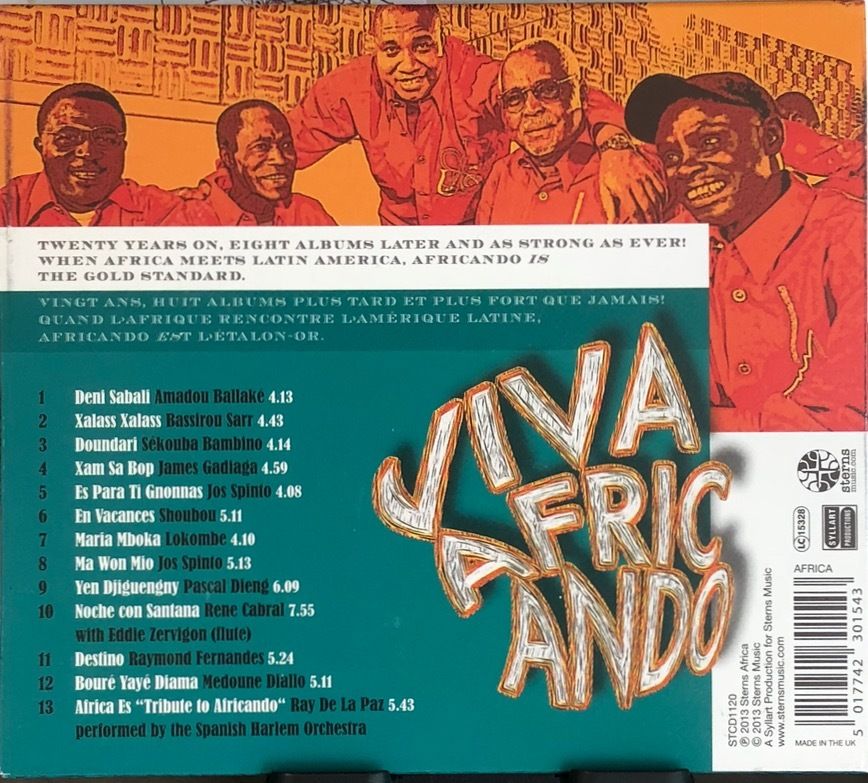 TWENTY YEARS ON, EIGHT ALBUMS LATER AND AS STRONG AS EVER!
WHEN AFRICA MEETS LATIN AMERICA, AFRICANDO IS
THE GOLD STANDARD.
VINGT ANS, HUIT ALBUMS PLUS TARD ET PLUS FORT QUE JAMAIS!
QUAND L'AFRIQUE RENCONTRE L'AMÉRIQUE LATINE,
AFRICANDO EST L'ÉTALON-OR.
1 Deni Sabali Amadou Ballaké 4.13
2 Xalass Xalass Bassirou Sarr 4.43
3 Doundari Sékouba Bambino 4.14
4 Xam Sa Bop James Gadiaga 4.59
5 Es Para Ti Gnonnas Jos Spinto 4.08
6 En Vacances Shoubou 5.11
7 Maria Mboka Lokombe 4.10
8 Ma Won Mio Jos Spinto 5.13
9 Yen Djiguengny Pascal Dieng 6.09
10 Noche con Santana Rene Cabral 7.55
with Eddie Zervigon (flute)
11 Destino Raymond Fernandes 5.24
12 Bouré Yayé Diama Medoune Diallo 5.11
13 Africa Es “Tribute to Africando“ Ray De La Paz 5.43
performed by the Spanish Harlem Orchestra
VIVA
AFRIC
ANDO
sterns
music.com
LC 15328
SYLLART
PRODUCTIONS
AFRICA
STCD1120
℗ 2013 Sterns Africa
© 2013 Sterns Music
A Syllart Production for Sterns Music
www.sternsmusic.com
5 017742 301543
MADE IN THE UK